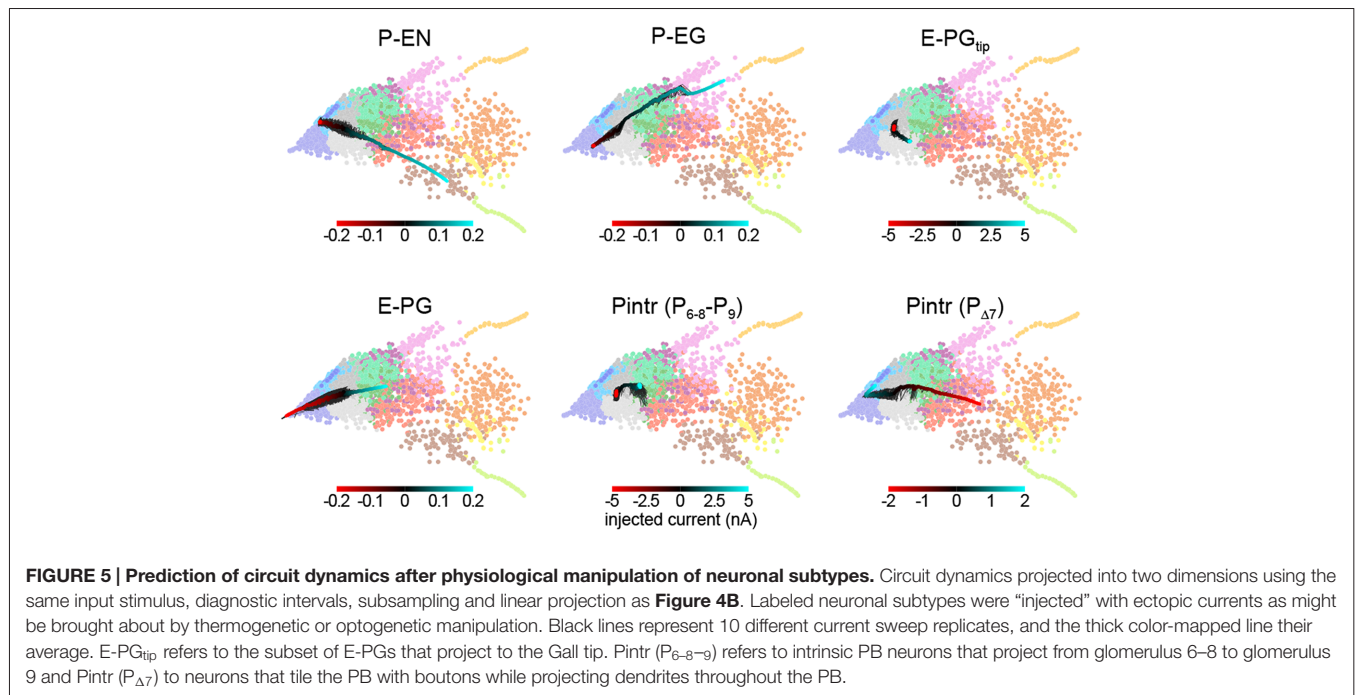 P-EN P-EG E-PGtip
-0.2 -0.1 0 0.1 0.2 -0.2 -0.1 0 0.1 0.2 -5 -2.5 0 2.5 5
E-PG Pintr (P6-8-P9) Pintr (PΔ7)
-0.2 -0.1 0 0.1 0.2 -5 -2.5 0 2.5 5 -2 -1 0 1 2
injected current (nA)
FIGURE 5 | Prediction of circuit dynamics after physiological manipulation of neuronal subtypes. Circuit dynamics projected into two dimensions using the
same input stimulus, diagnostic intervals, subsampling and linear projection as Figure 4B. Labeled neuronal subtypes were “injected” with ectopic currents as might
be brought about by thermogenetic or optogenetic manipulation. Black lines represent 10 different current sweep replicates, and the thick color-mapped line their
average. E-PGtip refers to the subset of E-PGs that project to the Gall tip. Pintr (P6–8–9) refers to intrinsic PB neurons that project from glomerulus 6–8 to glomerulus
9 and Pintr (PΔ7) to neurons that tile the PB with boutons while projecting dendrites throughout the PB.